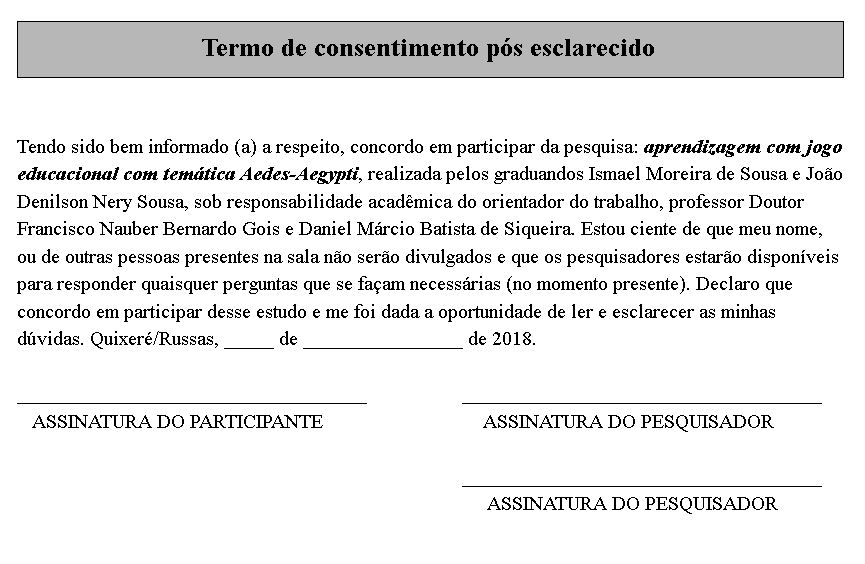 Termo de consentimento pós esclarecido
Tendo sido bem informado (a) a respeito, concordo em participar da pesquisa: aprendizagem com jogo
educacional com temática Aedes-Aegypti, realizada pelos graduandos Ismael Moreira de Sousa e João
Denilson Nery Sousa, sob responsabilidade acadêmica do orientador do trabalho, professor Doutor
Francisco Nauber Bernardo Gois e Daniel Márcio Batista de Siqueira. Estou ciente de que meu nome,
ou de outras pessoas presentes na sala não serão divulgados e que os pesquisadores estarão disponíveis
para responder quaisquer perguntas que se façam necessárias (no momento presente). Declaro que
concordo em participar desse estudo e me foi dada a oportunidade de ler e esclarecer as minhas
dúvidas. Quixeré/Russas, _____ de ________________ de 2018.
ASSINATURA DO PARTICIPANTE
ASSINATURA DO PESQUISADOR
ASSINATURA DO PESQUISADOR